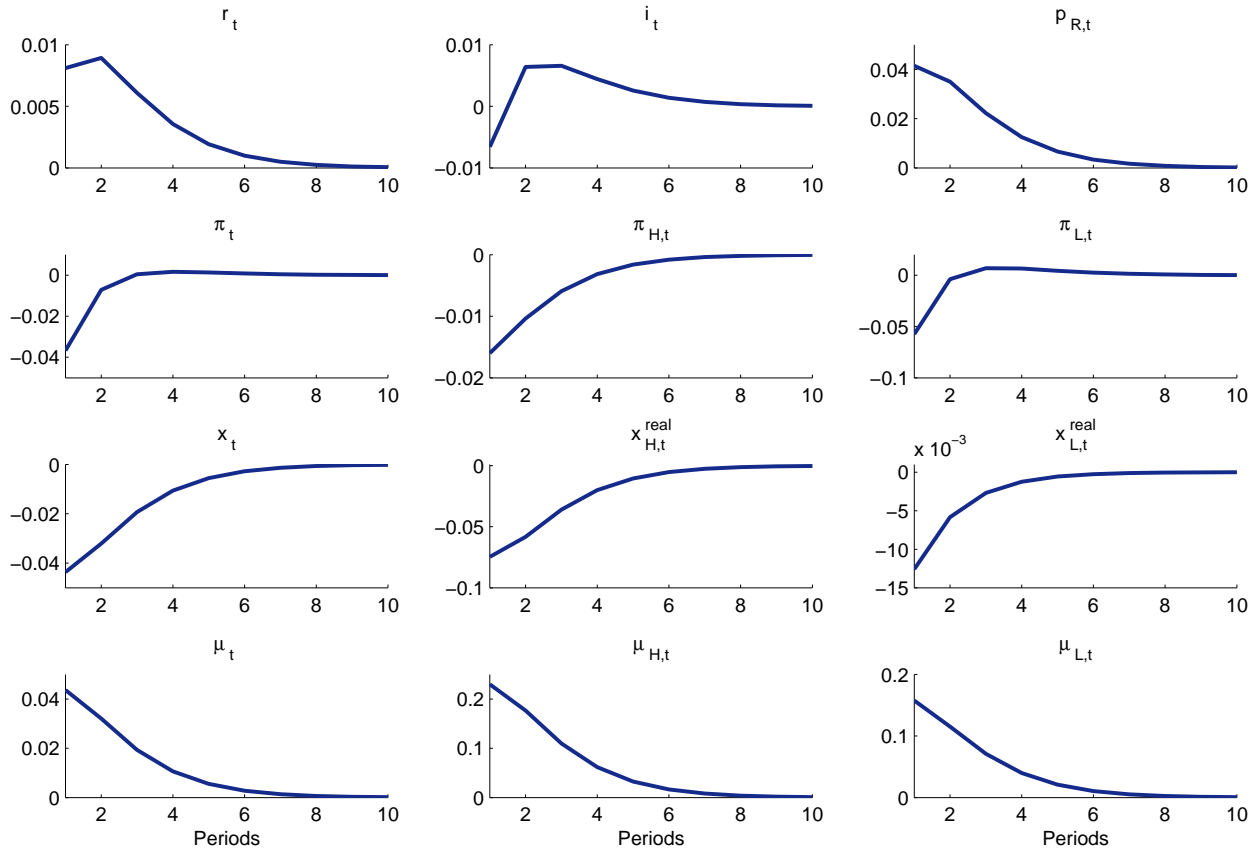 r t
i t
p R,t
0.01
0.005
0
2 4 6 8 10
0.01
0
−0.01
2 4 6 8 10
0.04
0.02
0
2 4 6 8 10
π t
π H,t
π L,t
0
−0.02
−0.04
2 4 6 8 10
0
−0.01
−0.02
2 4 6 8 10
0
−0.05
−0.1
2 4 6 8 10
x t
x H,t real
x L,t real
0
−0.02
−0.04
2 4 6 8 10
0
−0.05
−0.1
2 4 6 8 10
x 10 −3
0
−5
−10
−15
2 4 6 8 10
μ t
μ H,t
μ L,t
0.04
0.02
0
2 4 6 8 10
Periods
0.2
0.1
0
2 4 6 8 10
Periods
0.2
0.1
0
2 4 6 8 10
Periods